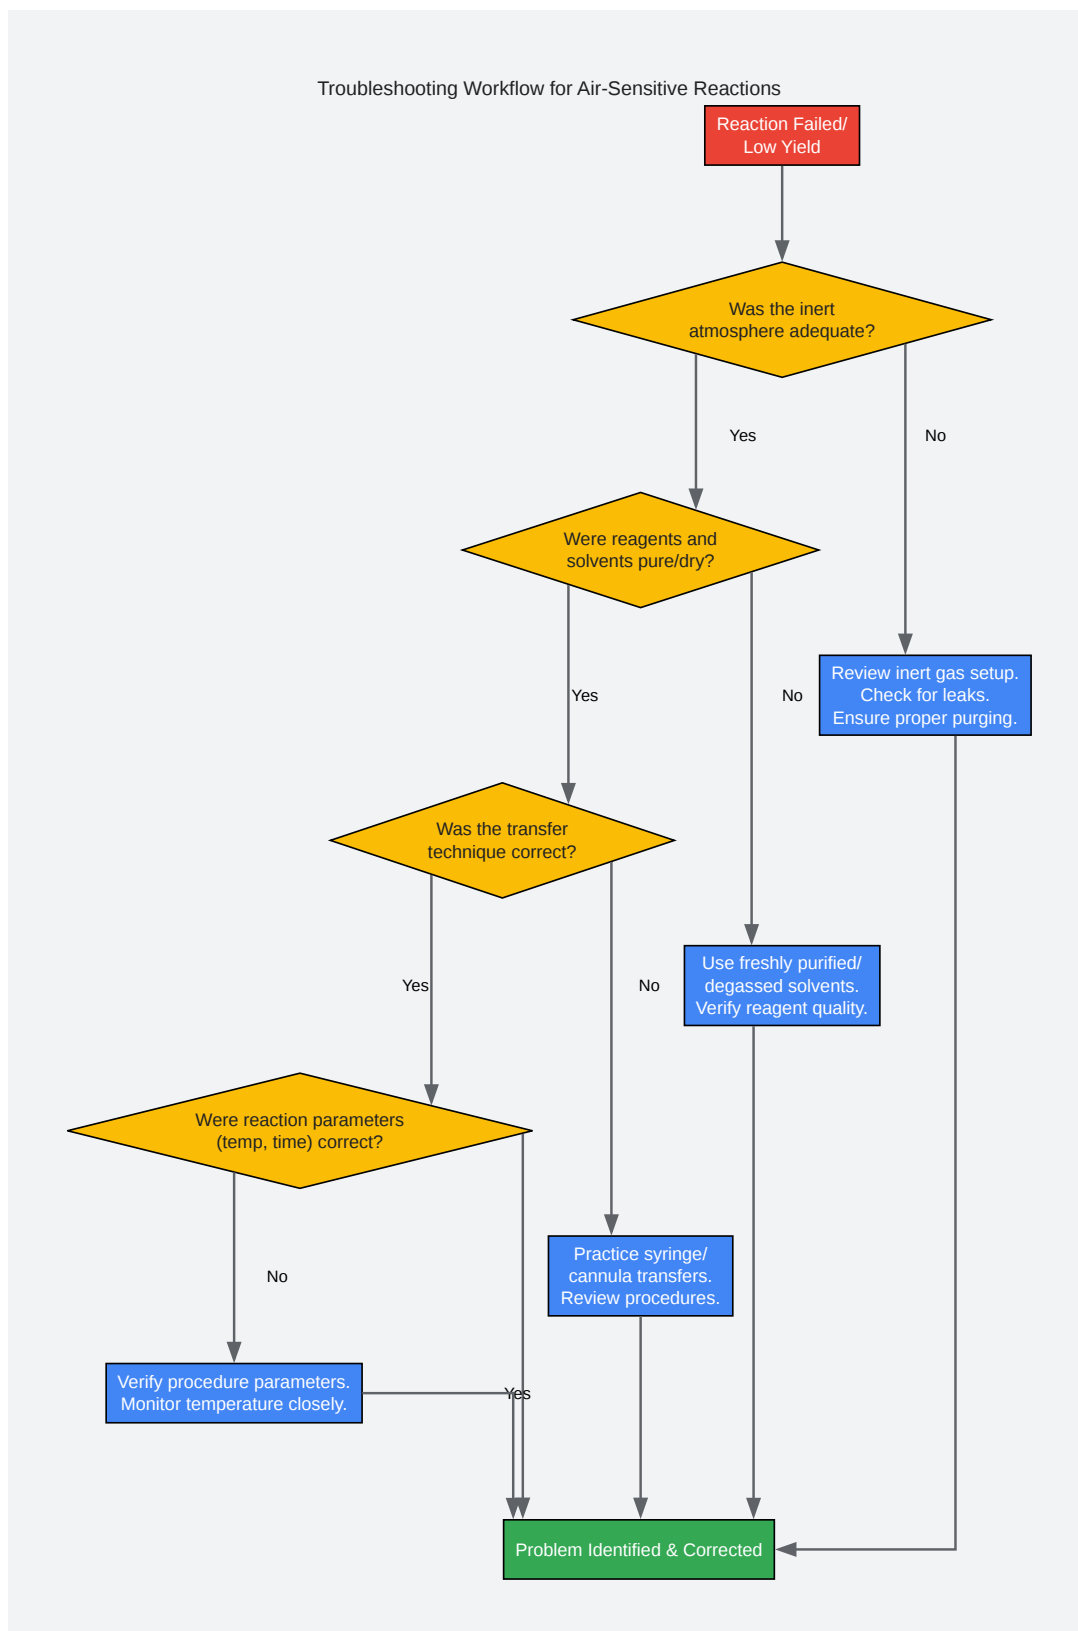 Troubleshooting Workflow for Air-Sensitive Reactions
Reaction Failed/
Low Yield
Was the inert
atmosphere adequate?
Yes
No
Were reagents and
solvents pure/dry?
Review inert gas setup.
Check for leaks.
Ensure proper purging.
Yes
No
Was the transfer
technique correct?
Use freshly purified/
degassed solvents.
Verify reagent quality.
Yes
No
Were reaction parameters
(temp, time) correct?
Practice syringe/
cannula transfers.
Review procedures.
No
Verify procedure parameters.
Monitor temperature closely.
Yes
Problem Identified & Corrected